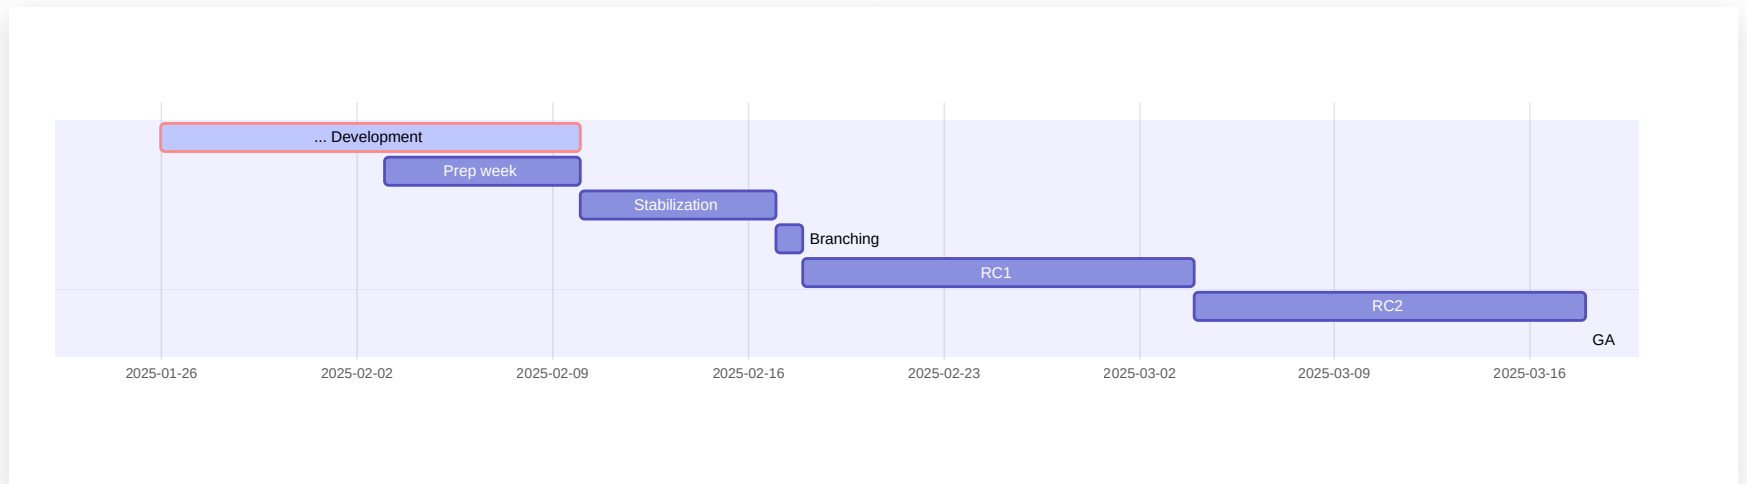 ... Development
Prep week
Stabilization
Branching
RC1
RC2
GA
2025-01-26 2025-02-02 2025-02-09 2025-02-16 2025-02-23 2025-03-02 2025-03-09 2025-03-16